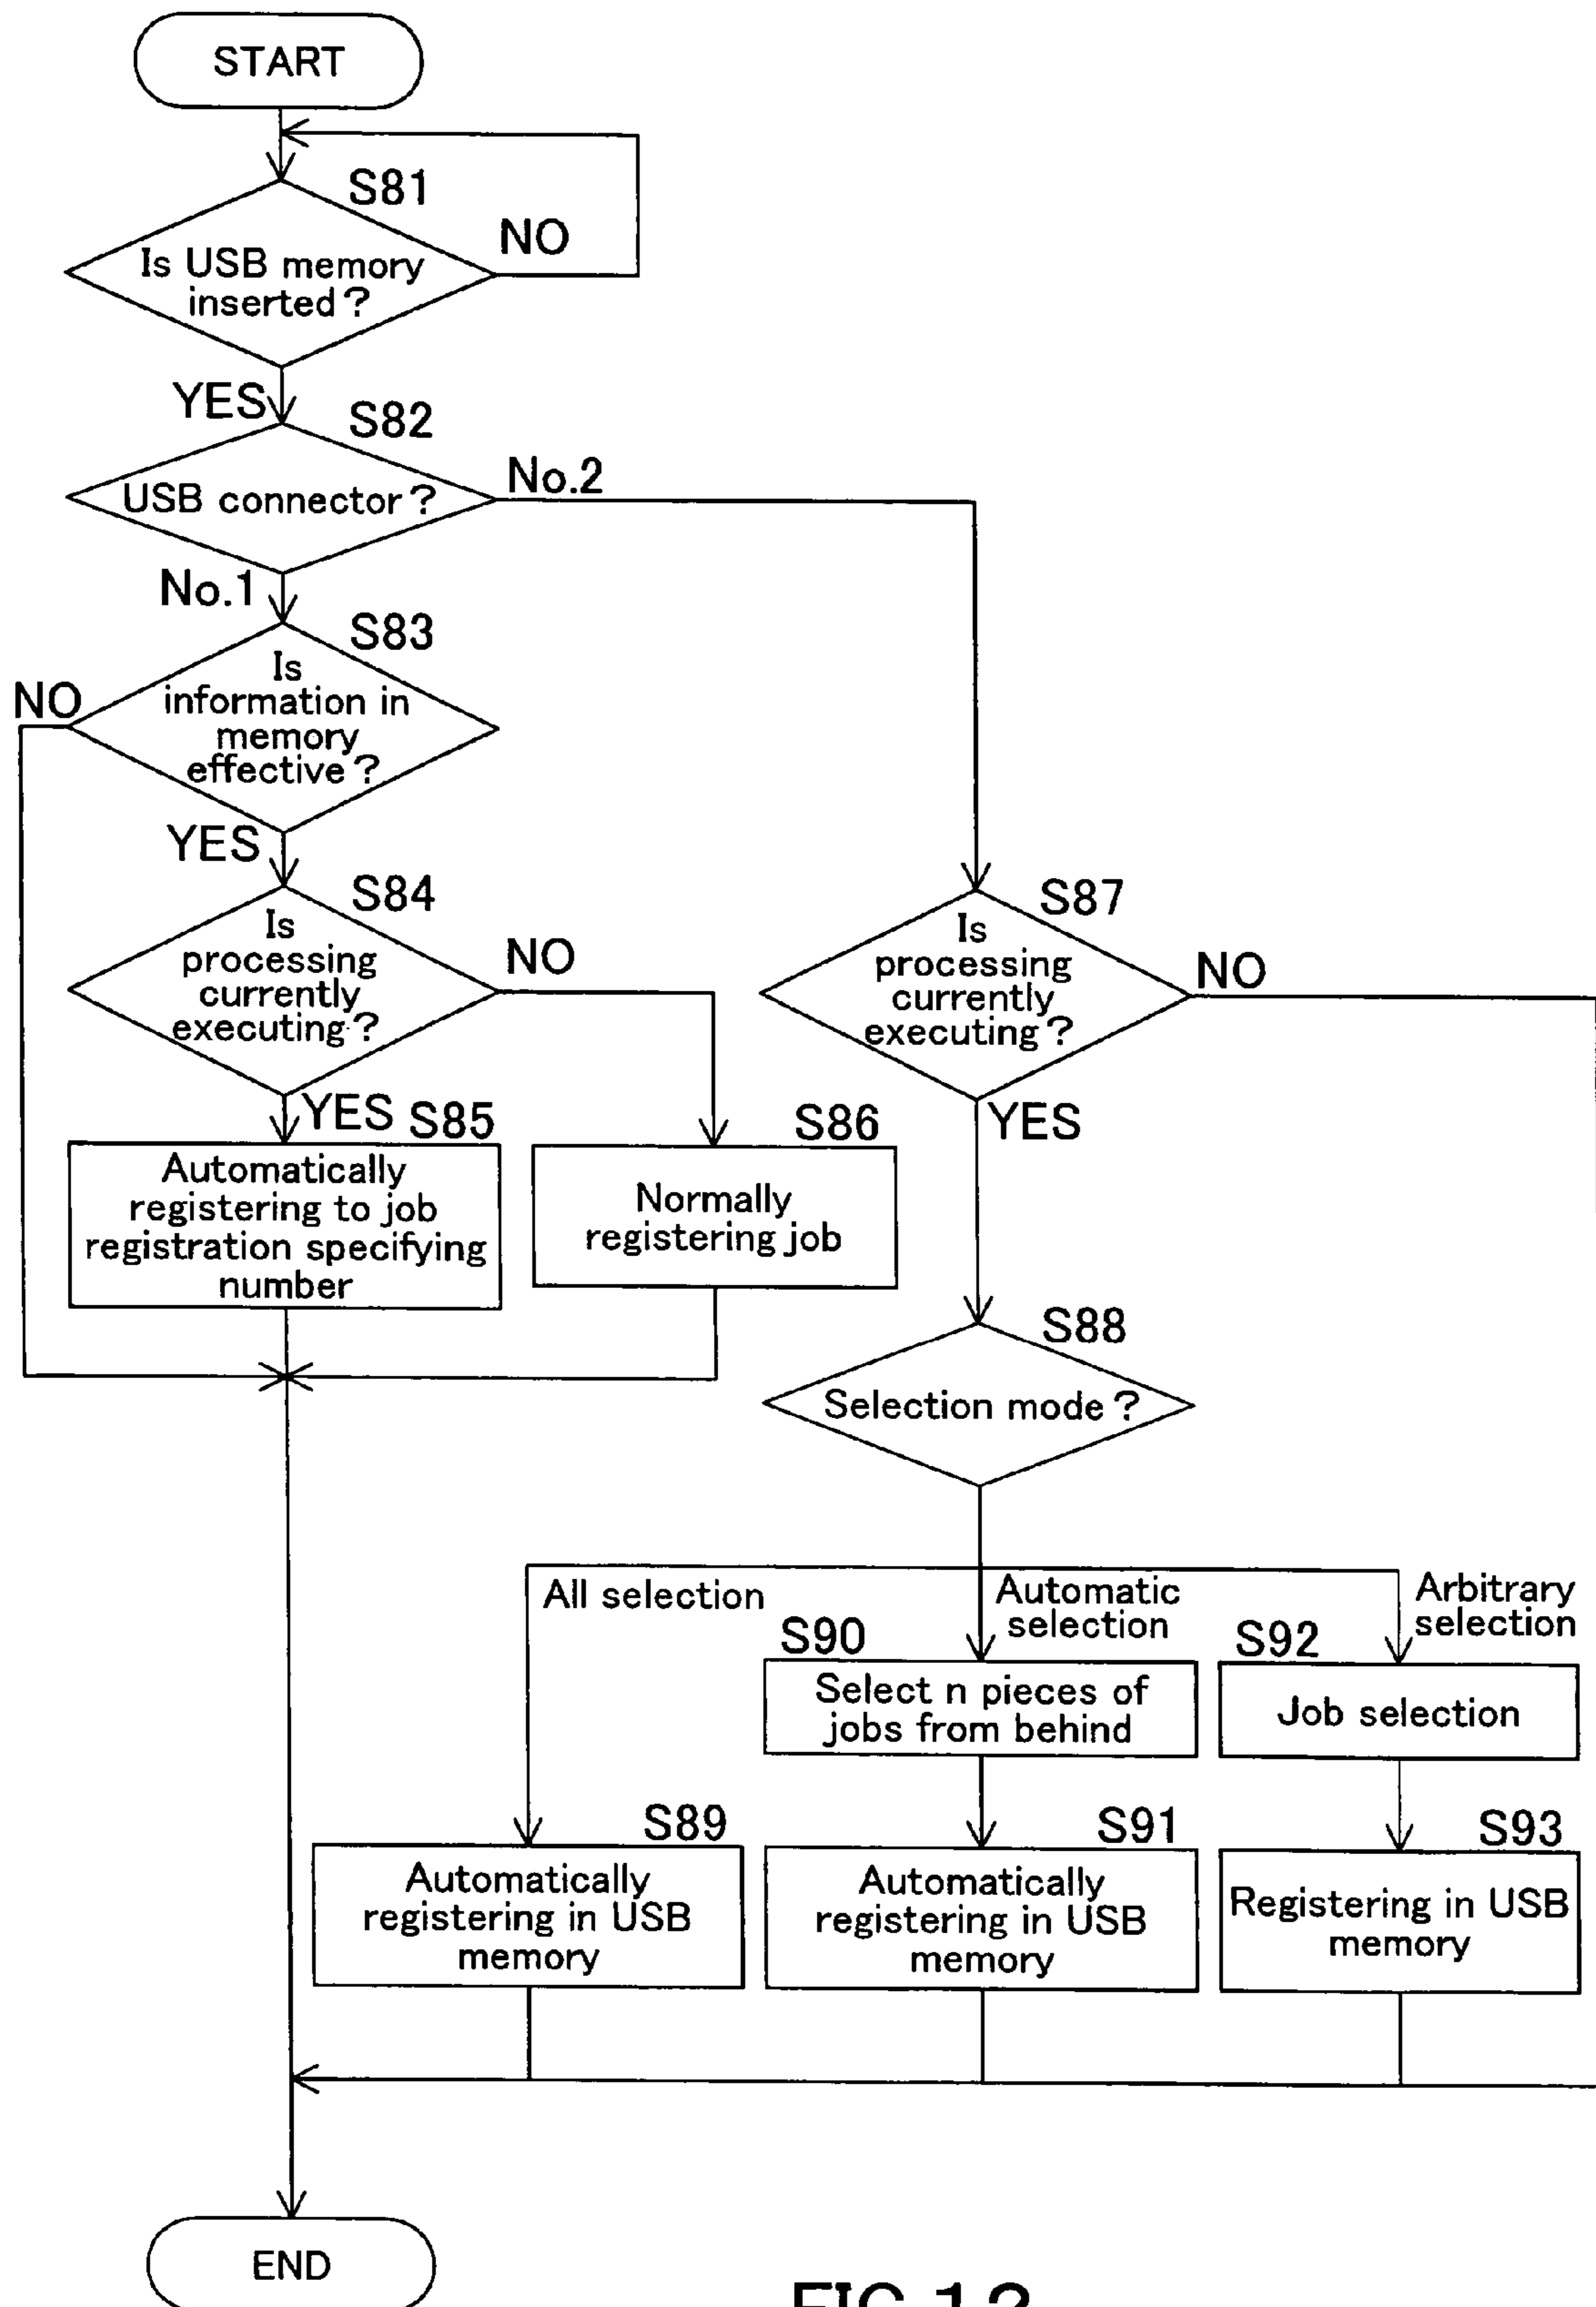 START
S81
Is USB memory
inserted?
NO
YES
S82
USB connector?
No.2
No.1
S83
Is
information in
memory
effective?
NO
YES
S84
Is
processing
currently
executing?
NO
S87
Is
processing
currently
executing?
NO
YES
S85
Automatically
registering to job
registration specifying
number
S86
Normally
registering job
YES
S88
Selection mode?
All selection
Automatic
selection
Arbitrary
selection
S90
Select n pieces of
jobs from behind
S92
Job selection
S89
Automatically
registering in USB
memory
S91
Automatically
registering in USB
memory
S93
Registering in USB
memory
END